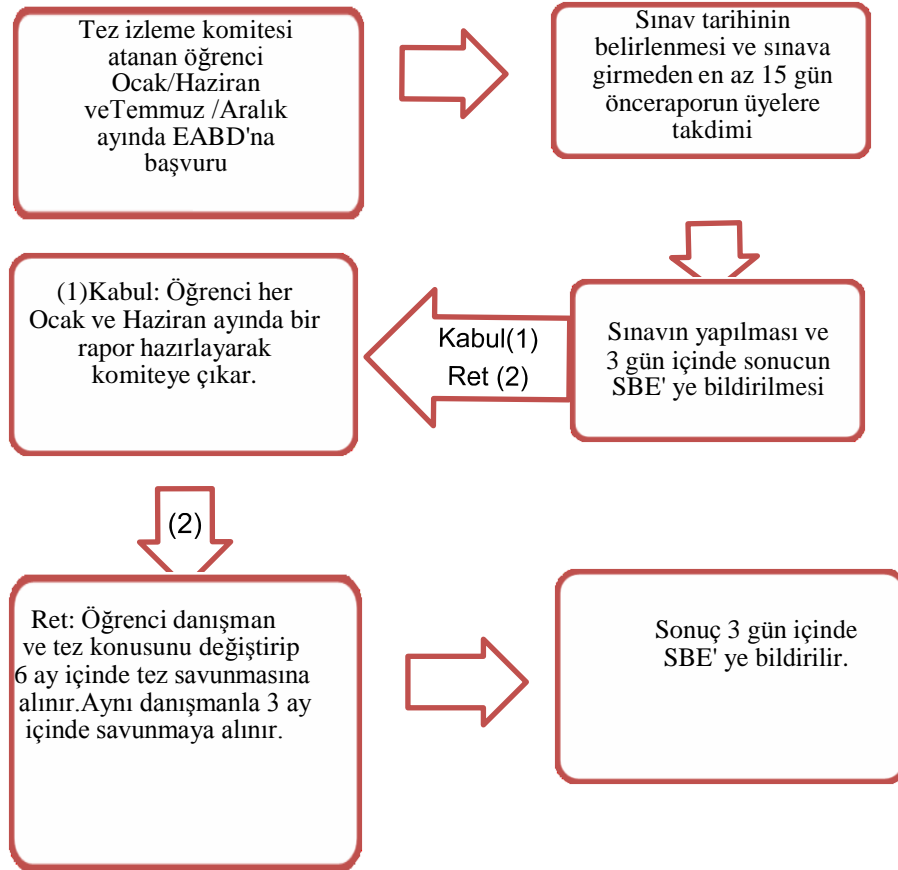 Tez izleme komitesi
atanan öğrenci
Ocak/Haziran
veTemmuz /Aralık
ayında EABD'na
başvuru
Sınav tarihinin
belirlenmesi ve sınava
girmeden en az 15 gün
önceraporun üyelere
takdimi
Sınavın yapılması ve
3 gün içinde sonucun
SBE' ye bildirilmesi
Kabul(1)
Ret (2)
(1)Kabul: Öğrenci her
Ocak ve Haziran ayında bir
rapor hazırlayarak
komiteye çıkar.
(2)
Ret: Öğrenci danışman
ve tez konusunu değiştirip
6 ay içinde tez savunmasına
alınır.Aynı danışmanla 3 ay
içinde savunmaya alınır.
Sonuç 3 gün içinde
SBE' ye bildirilir.